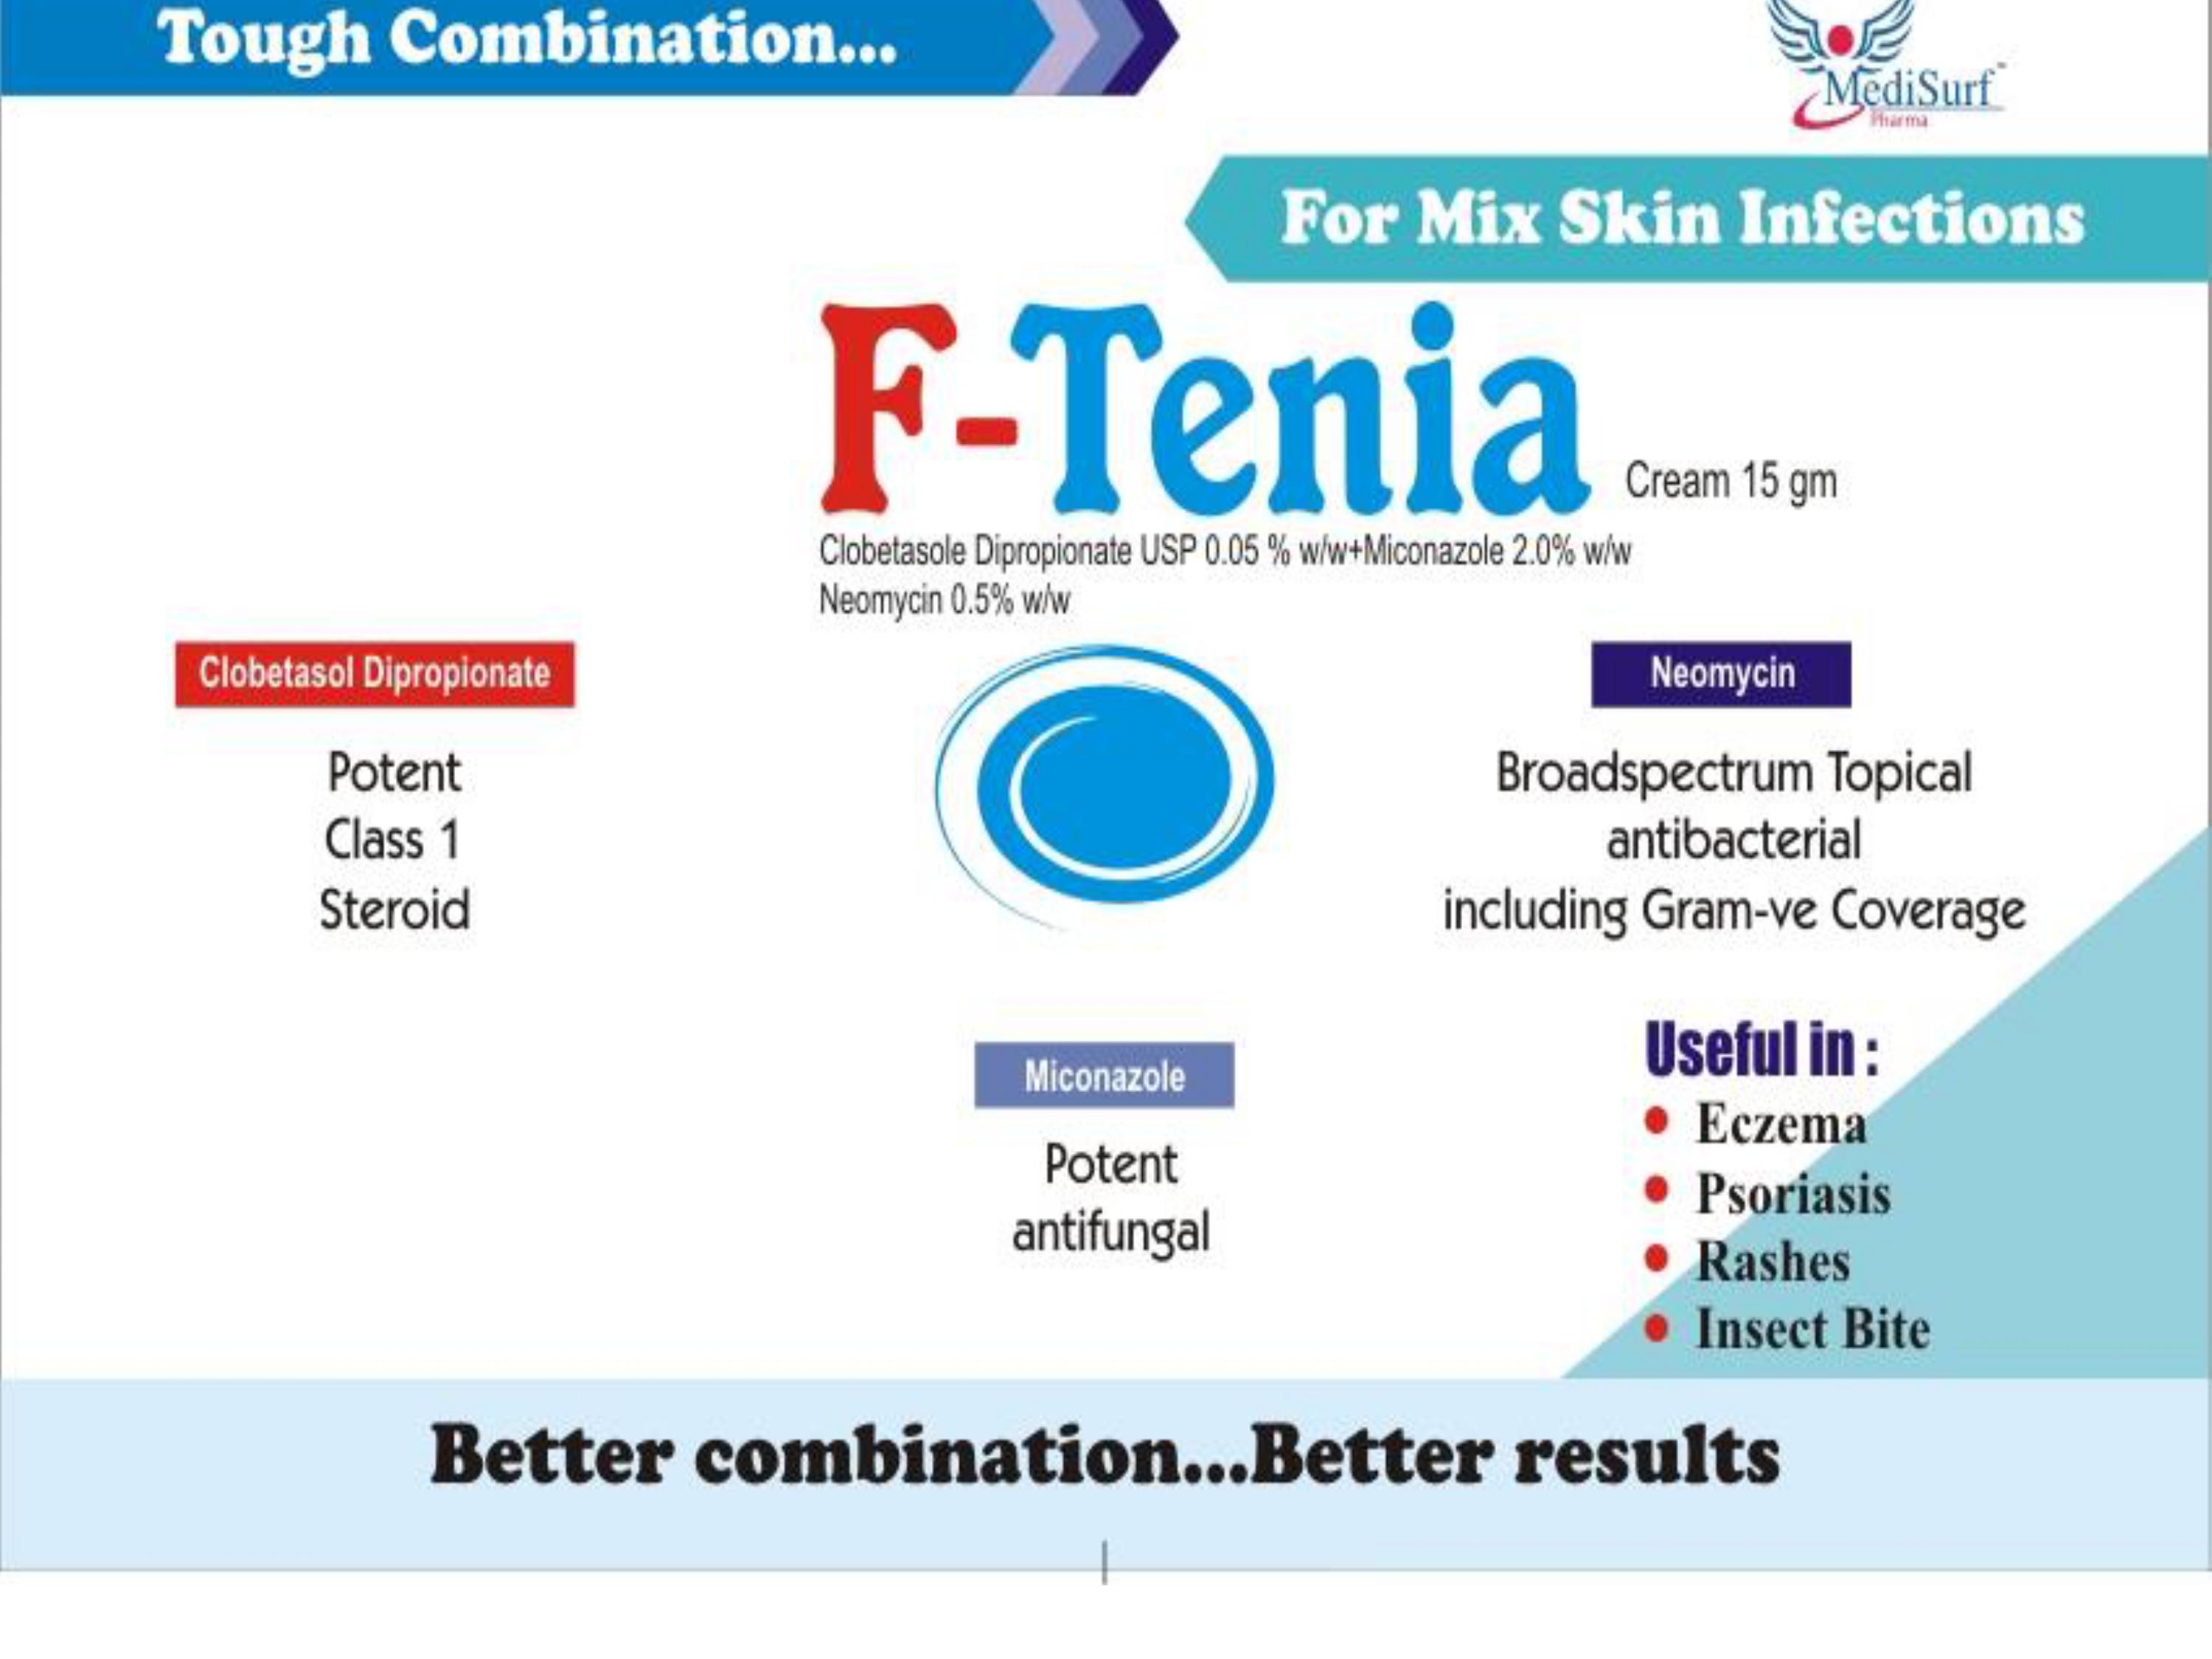 Tough Combination...
MediSurf™
Pharma
For Mix Skin Infections
F-Tenia Cream 15 gm
Clobetasole Dipropionate USP 0.05 % w/w+Miconazole 2.0% w/w
Neomycin 0.5% w/w
Clobetasol Dipropionate
Potent
Class 1
Steroid
Neomycin
Broadspectrum Topical
antibacterial
including Gram-ve Coverage
Miconazole
Potent
antifungal
Useful in :
• Eczema
• Psoriasis
• Rashes
• Insect Bite
Better combination...Better results